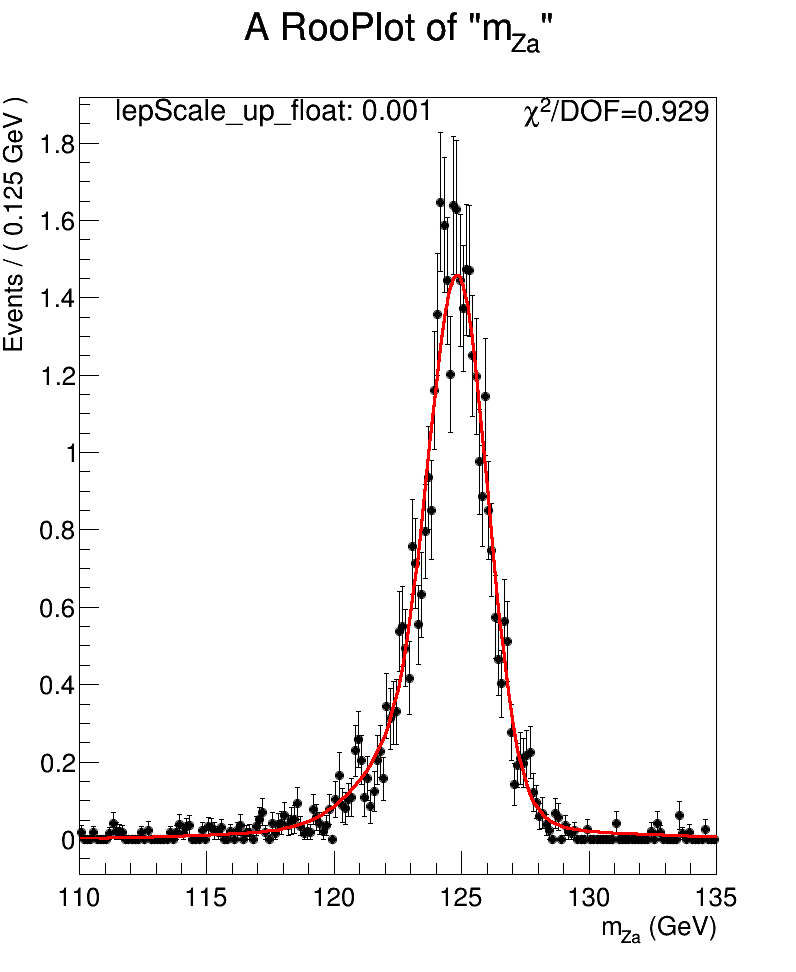 A RooPlot of "m_Za"
lepScale_up_float: 0.001 χ²/DOF=0.929
Events / ( 0.125 GeV )
1.8
1.6
1.4
1.2
1
0.8
0.6
0.4
0.2
0
110 115 120 125 130 135
m_Za (GeV)